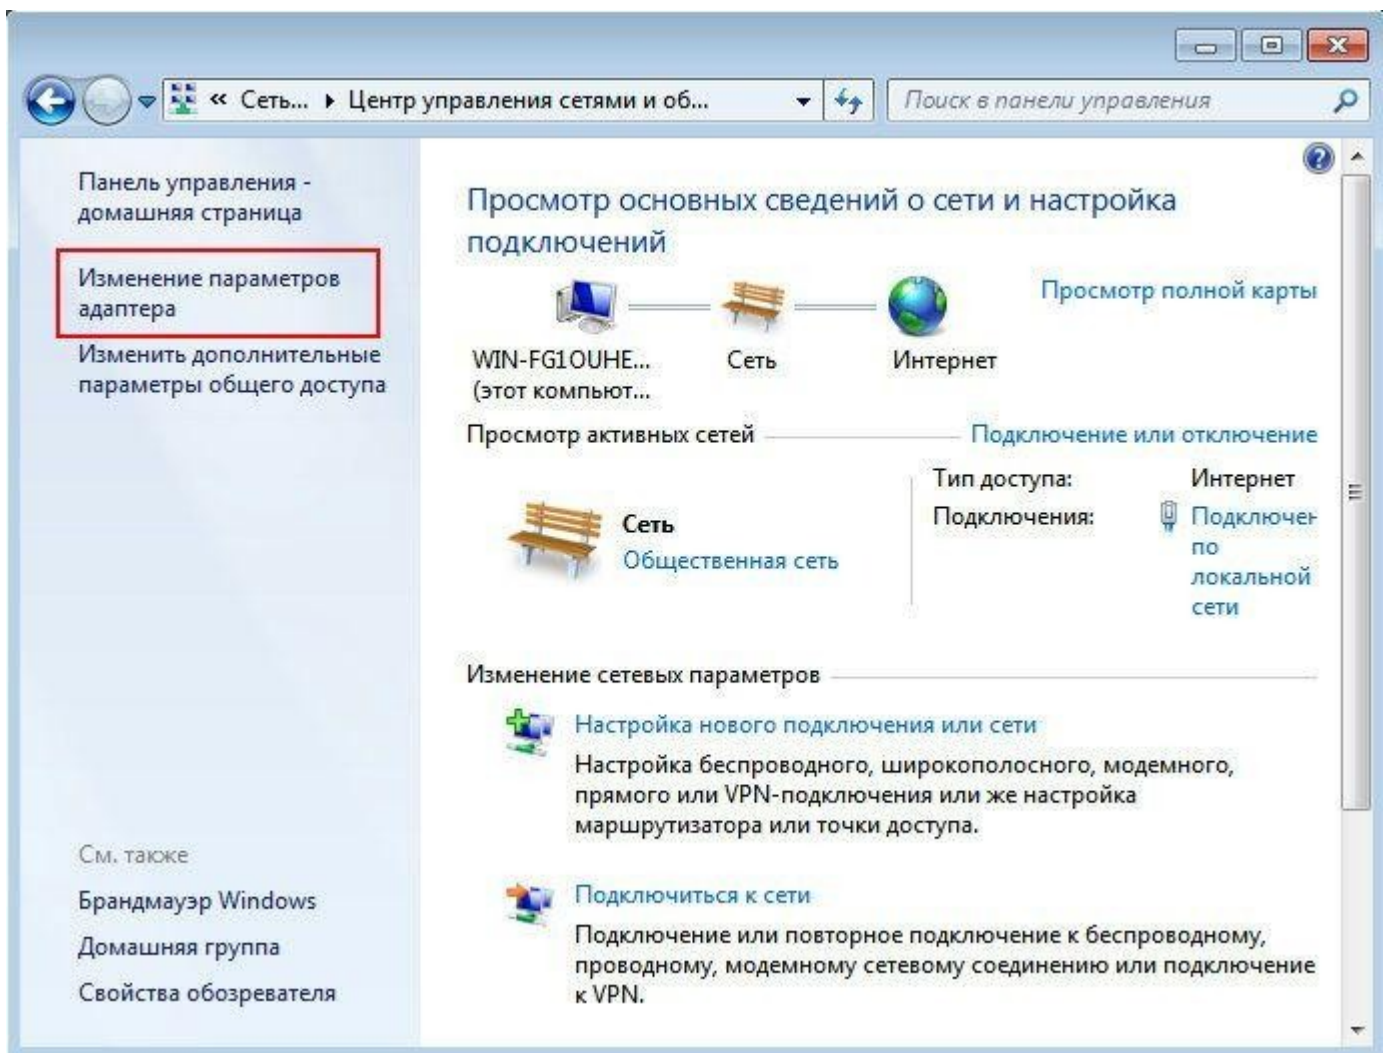 « Сеть... ▸ Центр управления сетями и об...
Поиск в панели управления
Панель управления -
домашняя страница
Изменение параметров
адаптера
Изменить дополнительные
параметры общего доступа
См. также
Брандмауэр Windows
Домашняя группа
Свойства обозревателя
Просмотр основных сведений о сети и настройка
подключений
Просмотр полной карты
WIN-FG1OUHE...
(этот компьют...
Сеть
Интернет
Просмотр активных сетей
Подключение или отключение
Сеть
Общественная сеть
Тип доступа:
Интернет
Подключения:
Подключен
по
локальной
сети
Изменение сетевых параметров
Настройка нового подключения или сети
Настройка беспроводного, широкополосного, модемного,
прямого или VPN-подключения или же настройка
маршрутизатора или точки доступа.
Подключиться к сети
Подключение или повторное подключение к беспроводному,
проводному, модемному сетевому соединению или подключение
к VPN.